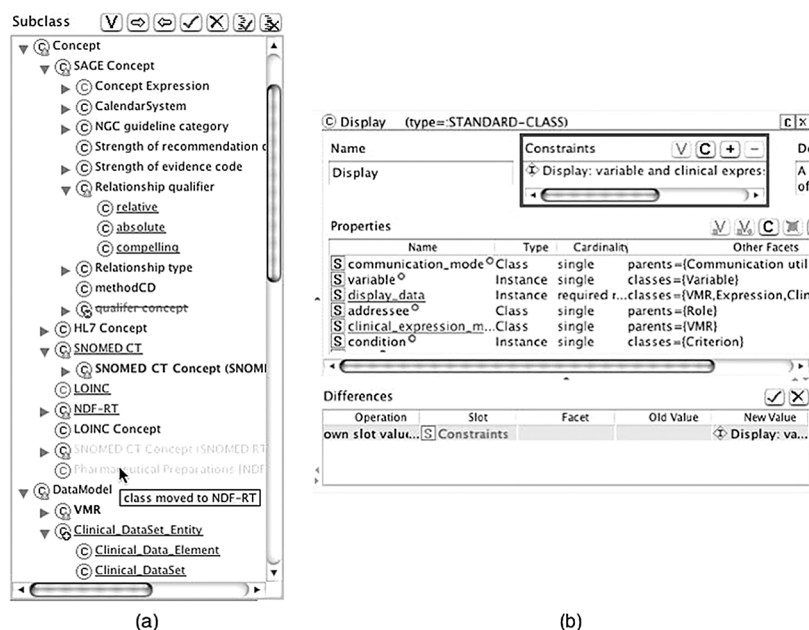 Subclass
Concept
SAGE Concept
Concept Expression
CalendarSystem
NGC guideline category
Strength of recommendation c
Strength of evidence code
Relationship qualifier
relative
absolute
compelling
Relationship type
methodCD
qualifer concept
HL7 Concept
SNOMED CT
SNOMED CT Concept (SNOMI
LOINC
NDF-RT
LOINC Concept
SNOMED CT Concept (SNOMED RT
Pharmaceutical Preparations (NDF
class moved to NDF-RT
DataModel
VMR
Clinical_DataSet_Entity
Clinical_Data_Element
Clinical_DataSet
(a)
Display (type=:STANDARD-CLASS)
Name
Display
Constraints
Display: variable and clinical expres:
De
A
of
Properties
Name Type Cardinality Other Facets
S communication_mode Class single parents={Communication util
S variable Instance single classes={Variable}
S display_data Instance required r... classes={VMR,Expression,Clin
S addressee Class single parents={Role}
S clinical_expression_m... Class single parents={VMR}
S condition Instance single classes={Criterion}
Differences
Operation Slot Facet Old Value New Value
own slot valu... S Constraints Display: va...
(b)